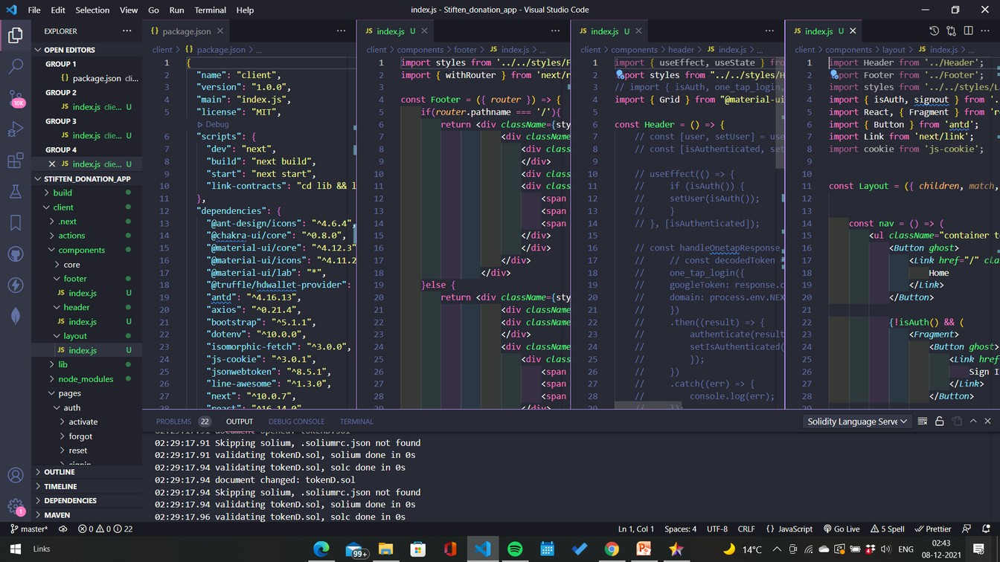 File Edit Selection View Go Run Terminal Help
index.js - Stiften_donation_app - Visual Studio Code
EXPLORER
OPEN EDITORS
GROUP 1
package.json cli...
GROUP 2
index.js clie... U
GROUP 3
index.js clie... U
GROUP 4
index.js clie... U
STIFTEN_DONATION_APP
build
client
.next
actions
components
core
footer
index.js U
header
index.js U
layout
index.js U
lib
node_modules
pages
auth
activate
forgot
reset
OUTLINE
TIMELINE
DEPENDENCIES
MAVEN
10K
1
package.json
client > package.json > ...
1 {
2 "name": "client",
3 "version": "1.0.0",
4 "main": "index.js",
5 "license": "MIT",
Debug
6 "scripts": {
7 "dev": "next",
8 "build": "next build",
9 "start": "next start",
10 "link-contracts": "cd lib && l
11 },
12 "dependencies": {
13 "@ant-design/icons": "^4.6.4",
14 "@chakra-ui/core": "^0.8.0",
15 "@material-ui/core": "^4.12.3"
16 "@material-ui/icons": "^4.11.2
17 "@material-ui/lab": "*",
18 "@truffle/hdwallet-provider":
19 "antd": "^4.16.13",
20 "axios": "^0.21.4",
21 "bootstrap": "^5.1.1",
22 "dotenv": "^10.0.0",
23 "isomorphic-fetch": "^3.0.0",
24 "js-cookie": "^3.0.1",
25 "jsonwebtoken": "^8.5.1",
26 "line-awesome": "^1.3.0",
27 "next": "^10.0.7",
28 "react": "^16.14.0",
index.js U
client > components > footer > index.js > ...
1 import styles from '../../styles/F
2 import { withRouter } from 'next/r
3
4 const Footer = ({ router }) => {
5 if(router.pathname === '/'){
6 return <div className={sty
7 <div className
8 <div class
9 </div>
10 <div class
11 <div class
12 <span
13 <span
14 <span
15 </div>
16 </div>
17 </div>
18 </div>
19 }else {
20 return <div className={sty
21 <div className
22 <div className
23 <div className
24 <div className
25 <div class
26 <span
27 <span
28 <span
29 </div>
index.js U
client > components > header > index.js > ...
1 import { useEffect, useState } fro
2 import styles from "../../styles/H
3 // import { isAuth, one_tap_login,
4 import { Grid } from "@material-ui
5
6 const Header = () => {
7 // const [user, setUser] = use
8 // const [isAuthenticated, set
9
10 // useEffect(() => {
11 // if (isAuth()) {
12 // setUser(isAuth());
13 // }
14 // }, [isAuthenticated]);
15
16 // const handleOnetapResponse
17 // // const decodedToken =
18 // one_tap_login({
19 // googleToken: response.c
20 // domain: process.env.NEX
21 // })
22 // .then((result) => {
23 // authenticate(result
24 // setIsAuthenticated(
25 // });
26 // })
27 // .catch((err) => {
28 // console.log(err);
29 // });
index.js U
client > components > layout > index.js > ...
1 import Header from '../Header';
2 import Footer from '../Footer';
3 import styles from '../../styles/L
4 import { isAuth, signout } from '.
5 import React, { Fragment } from 'r
6 import { Button } from 'antd';
7 import Link from 'next/link';
8 import cookie from 'js-cookie';
9
10
11 const Layout = ({ children, match,
12
13
14 const nav = () => (
15 <ul className="container t
16 <Button ghost>
17 <Link href="/" clas
18 Home
19 </Link>
20 </Button>
21
22 {!isAuth() && (
23 <Fragment>
24 <Button ghost>
25 <Link href
26 Sign I
27 </Link>
28 </Button>
29
PROBLEMS 22 OUTPUT DEBUG CONSOLE TERMINAL
Solidity Language Serve
02:29:17.91 document opened: tokenD.sol
02:29:17.91 Skipping solium, .soliumrc.json not found
02:29:17.91 validating tokenD.sol, solium done in 0s
02:29:17.94 validating tokenD.sol, solc done in 0s
02:29:17.94 document changed: tokenD.sol
02:29:17.94 Skipping solium, .soliumrc.json not found
02:29:17.94 validating tokenD.sol, solium done in 0s
02:29:17.96 validating tokenD.sol, solc done in 0s
master* 0 0 22
Ln 1, Col 1 Spaces: 4 UTF-8 CRLF {} JavaScript Go Live 5 Spell Prettier
Links
99+
14°C
ENG
02:43
08-12-2021